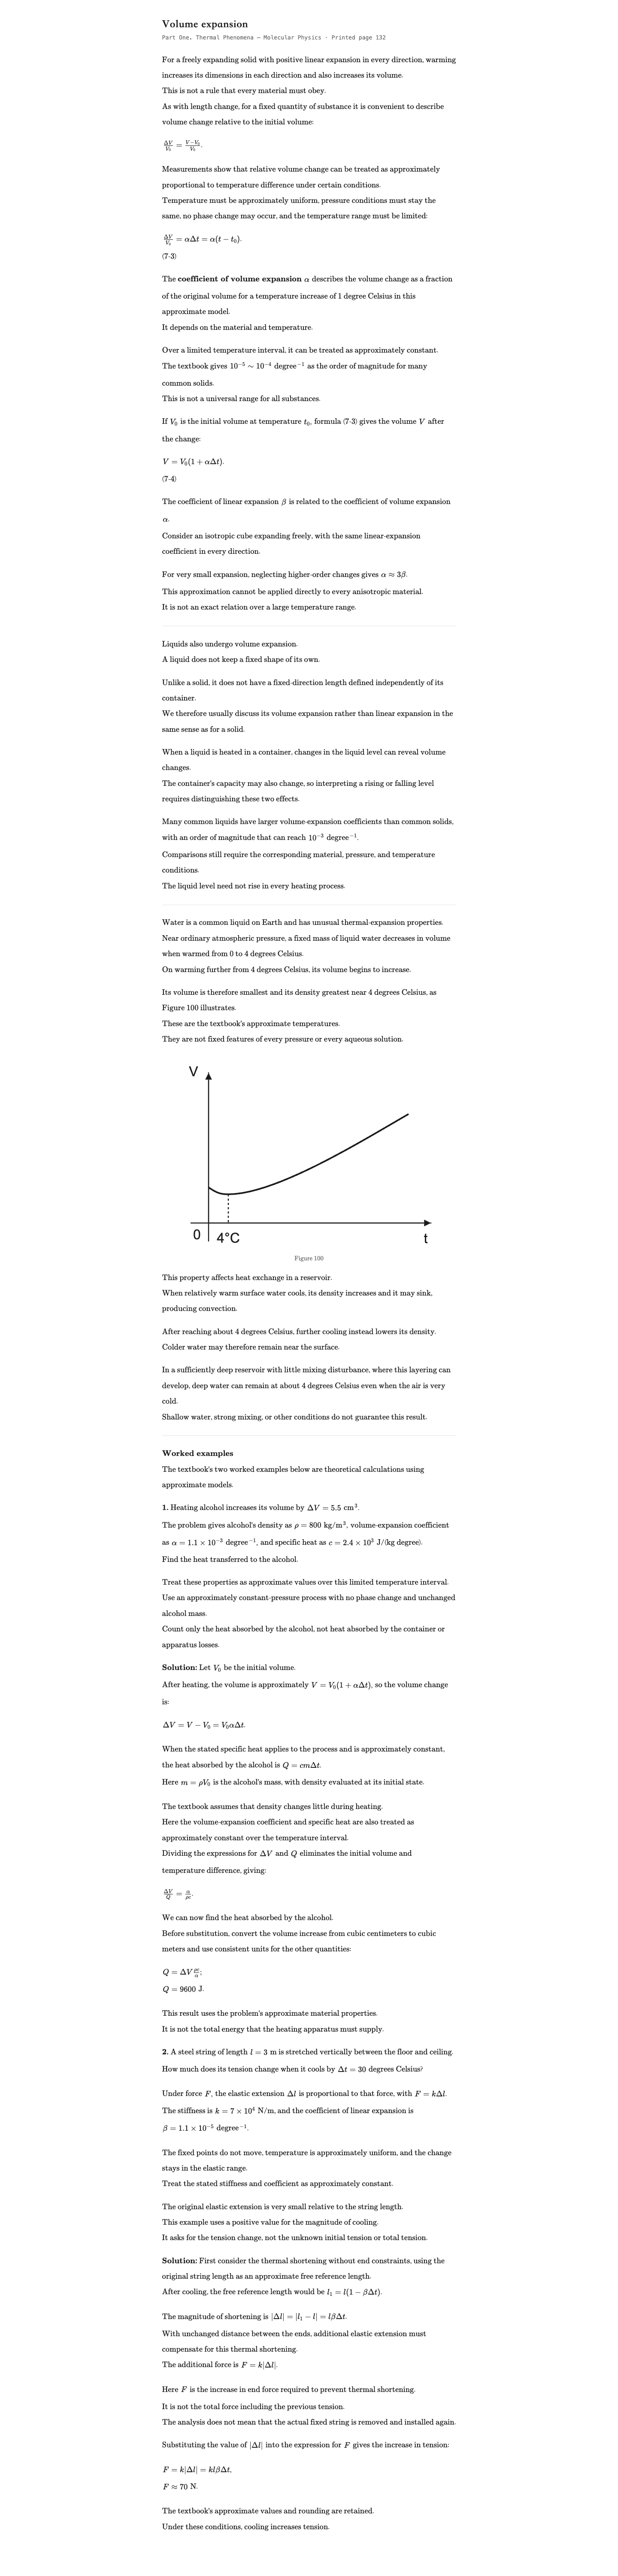 Volume expansion
Part One. Thermal Phenomena — Molecular Physics · Printed page 132
For a freely expanding solid with positive linear expansion in every direction, warming
increases its dimensions in each direction and also increases its volume.
This is not a rule that every material must obey.
As with length change, for a fixed quantity of substance it is convenient to describe
volume change relative to the initial volume:
ΔV/V₀ = (V−V₀)/V₀.
Measurements show that relative volume change can be treated as approximately
proportional to temperature difference under certain conditions.
Temperature must be approximately uniform, pressure conditions must stay the
same, no phase change may occur, and the temperature range must be limited:
ΔV/V₀ = αΔt = α(t − t₀).
(7-3)
The coefficient of volume expansion α describes the volume change as a fraction
of the original volume for a temperature increase of 1 degree Celsius in this
approximate model.
It depends on the material and temperature.
Over a limited temperature interval, it can be treated as approximately constant.
The textbook gives 10⁻⁵ ∼ 10⁻⁴ degree⁻¹ as the order of magnitude for many
common solids.
This is not a universal range for all substances.
If V₀ is the initial volume at temperature t₀, formula (7-3) gives the volume V after
the change:
V = V₀(1 + αΔt).
(7-4)
The coefficient of linear expansion β is related to the coefficient of volume expansion
α.
Consider an isotropic cube expanding freely, with the same linear-expansion
coefficient in every direction.
For very small expansion, neglecting higher-order changes gives α ≈ 3β.
This approximation cannot be applied directly to every anisotropic material.
It is not an exact relation over a large temperature range.
Liquids also undergo volume expansion.
A liquid does not keep a fixed shape of its own.
Unlike a solid, it does not have a fixed-direction length defined independently of its
container.
We therefore usually discuss its volume expansion rather than linear expansion in the
same sense as for a solid.
When a liquid is heated in a container, changes in the liquid level can reveal volume
changes.
The container's capacity may also change, so interpreting a rising or falling level
requires distinguishing these two effects.
Many common liquids have larger volume-expansion coefficients than common solids,
with an order of magnitude that can reach 10⁻³ degree⁻¹.
Comparisons still require the corresponding material, pressure, and temperature
conditions.
The liquid level need not rise in every heating process.
Water is a common liquid on Earth and has unusual thermal-expansion properties.
Near ordinary atmospheric pressure, a fixed mass of liquid water decreases in volume
when warmed from 0 to 4 degrees Celsius.
On warming further from 4 degrees Celsius, its volume begins to increase.
Its volume is therefore smallest and its density greatest near 4 degrees Celsius, as
Figure 100 illustrates.
These are the textbook's approximate temperatures.
They are not fixed features of every pressure or every aqueous solution.
V
0
4°C
t
Figure 100
This property affects heat exchange in a reservoir.
When relatively warm surface water cools, its density increases and it may sink,
producing convection.
After reaching about 4 degrees Celsius, further cooling instead lowers its density.
Colder water may therefore remain near the surface.
In a sufficiently deep reservoir with little mixing disturbance, where this layering can
develop, deep water can remain at about 4 degrees Celsius even when the air is very
cold.
Shallow water, strong mixing, or other conditions do not guarantee this result.
Worked examples
The textbook's two worked examples below are theoretical calculations using
approximate models.
1. Heating alcohol increases its volume by ΔV = 5.5 cm³.
The problem gives alcohol's density as ρ = 800 kg/m³, volume-expansion coefficient
as α = 1.1 × 10⁻³ degree⁻¹, and specific heat as c = 2.4 × 10³ J/(kg degree).
Find the heat transferred to the alcohol.
Treat these properties as approximate values over this limited temperature interval.
Use an approximately constant-pressure process with no phase change and unchanged
alcohol mass.
Count only the heat absorbed by the alcohol, not heat absorbed by the container or
apparatus losses.
Solution: Let V₀ be the initial volume.
After heating, the volume is approximately V = V₀(1 + αΔt), so the volume change
is:
ΔV = V − V₀ = V₀αΔt.
When the stated specific heat applies to the process and is approximately constant,
the heat absorbed by the alcohol is Q = cmΔt.
Here m = ρV₀ is the alcohol's mass, with density evaluated at its initial state.
The textbook assumes that density changes little during heating.
Here the volume-expansion coefficient and specific heat are also treated as
approximately constant over the temperature interval.
Dividing the expressions for ΔV and Q eliminates the initial volume and
temperature difference, giving:
ΔV/Q = α/ρc.
We can now find the heat absorbed by the alcohol.
Before substitution, convert the volume increase from cubic centimeters to cubic
meters and use consistent units for the other quantities:
Q = ΔV ρc/α;
Q = 9600 J.
This result uses the problem's approximate material properties.
It is not the total energy that the heating apparatus must supply.
2. A steel string of length l = 3 m is stretched vertically between the floor and ceiling.
How much does its tension change when it cools by Δt = 30 degrees Celsius?
Under force F, the elastic extension Δl is proportional to that force, with F = kΔl.
The stiffness is k = 7 × 10⁴ N/m, and the coefficient of linear expansion is
β = 1.1 × 10⁻⁵ degree⁻¹.
The fixed points do not move, temperature is approximately uniform, and the change
stays in the elastic range.
Treat the stated stiffness and coefficient as approximately constant.
The original elastic extension is very small relative to the string length.
This example uses a positive value for the magnitude of cooling.
It asks for the tension change, not the unknown initial tension or total tension.
Solution: First consider the thermal shortening without end constraints, using the
original string length as an approximate free reference length.
After cooling, the free reference length would be l₁ = l(1 − βΔt).
The magnitude of shortening is |Δl| = |l₁ − l| = lβΔt.
With unchanged distance between the ends, additional elastic extension must
compensate for this thermal shortening.
The additional force is F = k|Δl|.
Here F is the increase in end force required to prevent thermal shortening.
It is not the total force including the previous tension.
The analysis does not mean that the actual fixed string is removed and installed again.
Substituting the value of |Δl| into the expression for F gives the increase in tension:
F = k|Δl| = klβΔt,
F ≈ 70 N.
The textbook's approximate values and rounding are retained.
Under these conditions, cooling increases tension.